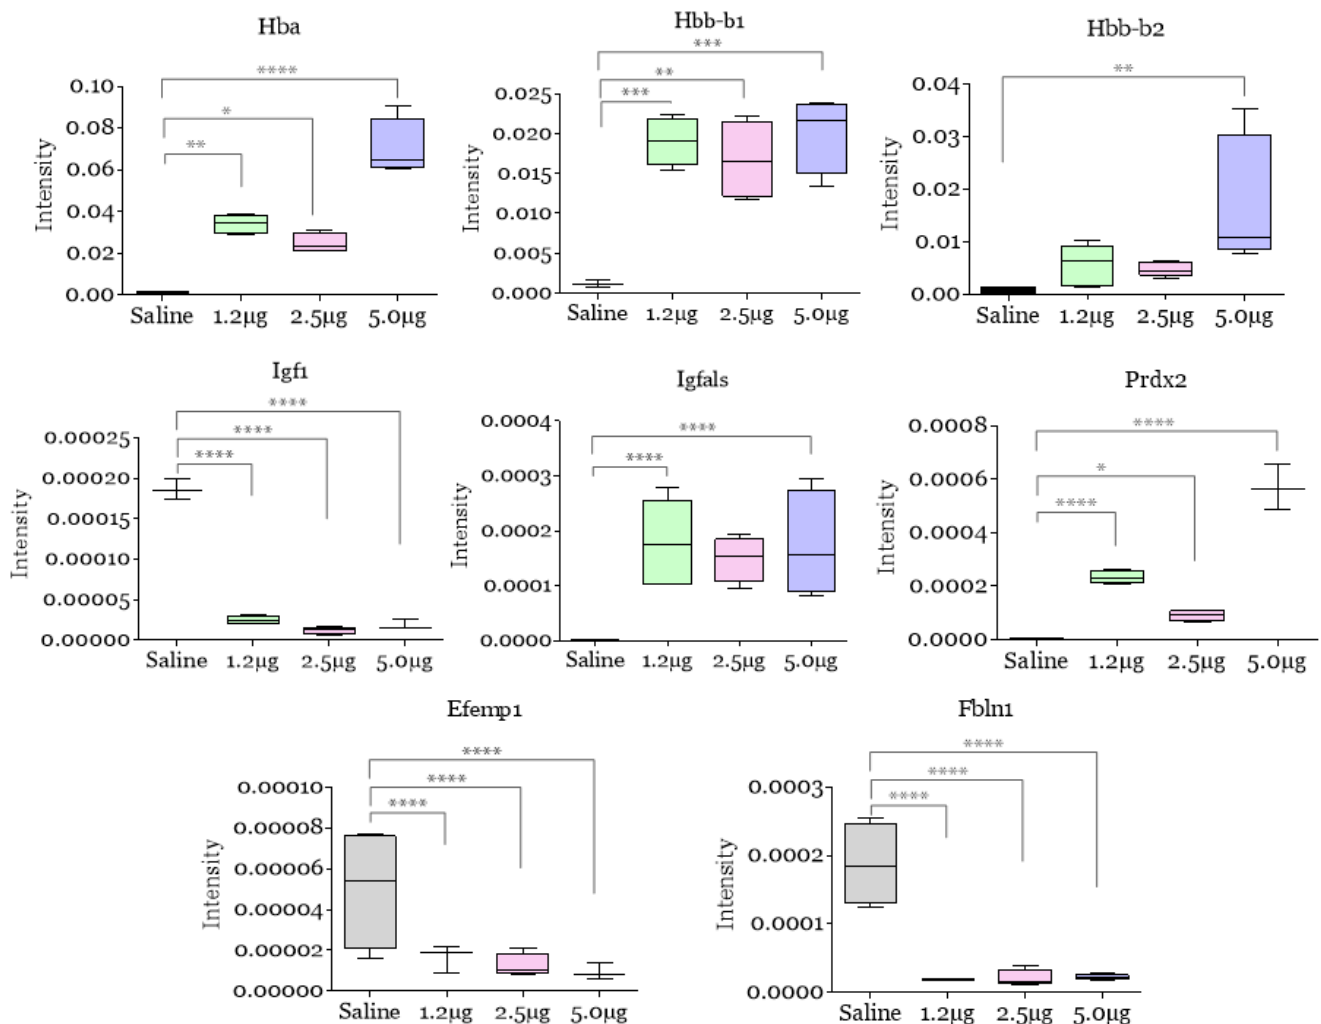 Hba
****
*
**
0.10
0.08
0.06
0.04
0.02
0.00
Intensity
Saline 1.2µg 2.5µg 5.0µg
Hbb-b1
***
**
***
0.025
0.020
0.015
0.010
0.005
0.000
Intensity
Saline 1.2µg 2.5µg 5.0µg
Hbb-b2
**
0.04
0.03
0.02
0.01
0.00
Intensity
Saline 1.2µg 2.5µg 5.0µg
Igf1
****
****
****
0.00025
0.00020
0.00015
0.00010
0.00005
0.00000
Intensity
Saline 1.2µg 2.5µg 5.0µg
Igfals
****
****
0.0004
0.0003
0.0002
0.0001
0.0000
Intensity
Saline 1.2µg 2.5µg 5.0µg
Prdx2
****
*
****
0.0008
0.0006
0.0004
0.0002
0.0000
Intensity
Saline 1.2µg 2.5µg 5.0µg
Efemp1
****
****
****
0.00010
0.00008
0.00006
0.00004
0.00002
0.00000
Intensity
Saline 1.2µg 2.5µg 5.0µg
Fbln1
****
****
****
0.0003
0.0002
0.0001
0.0000
Intensity
Saline 1.2µg 2.5µg 5.0µg